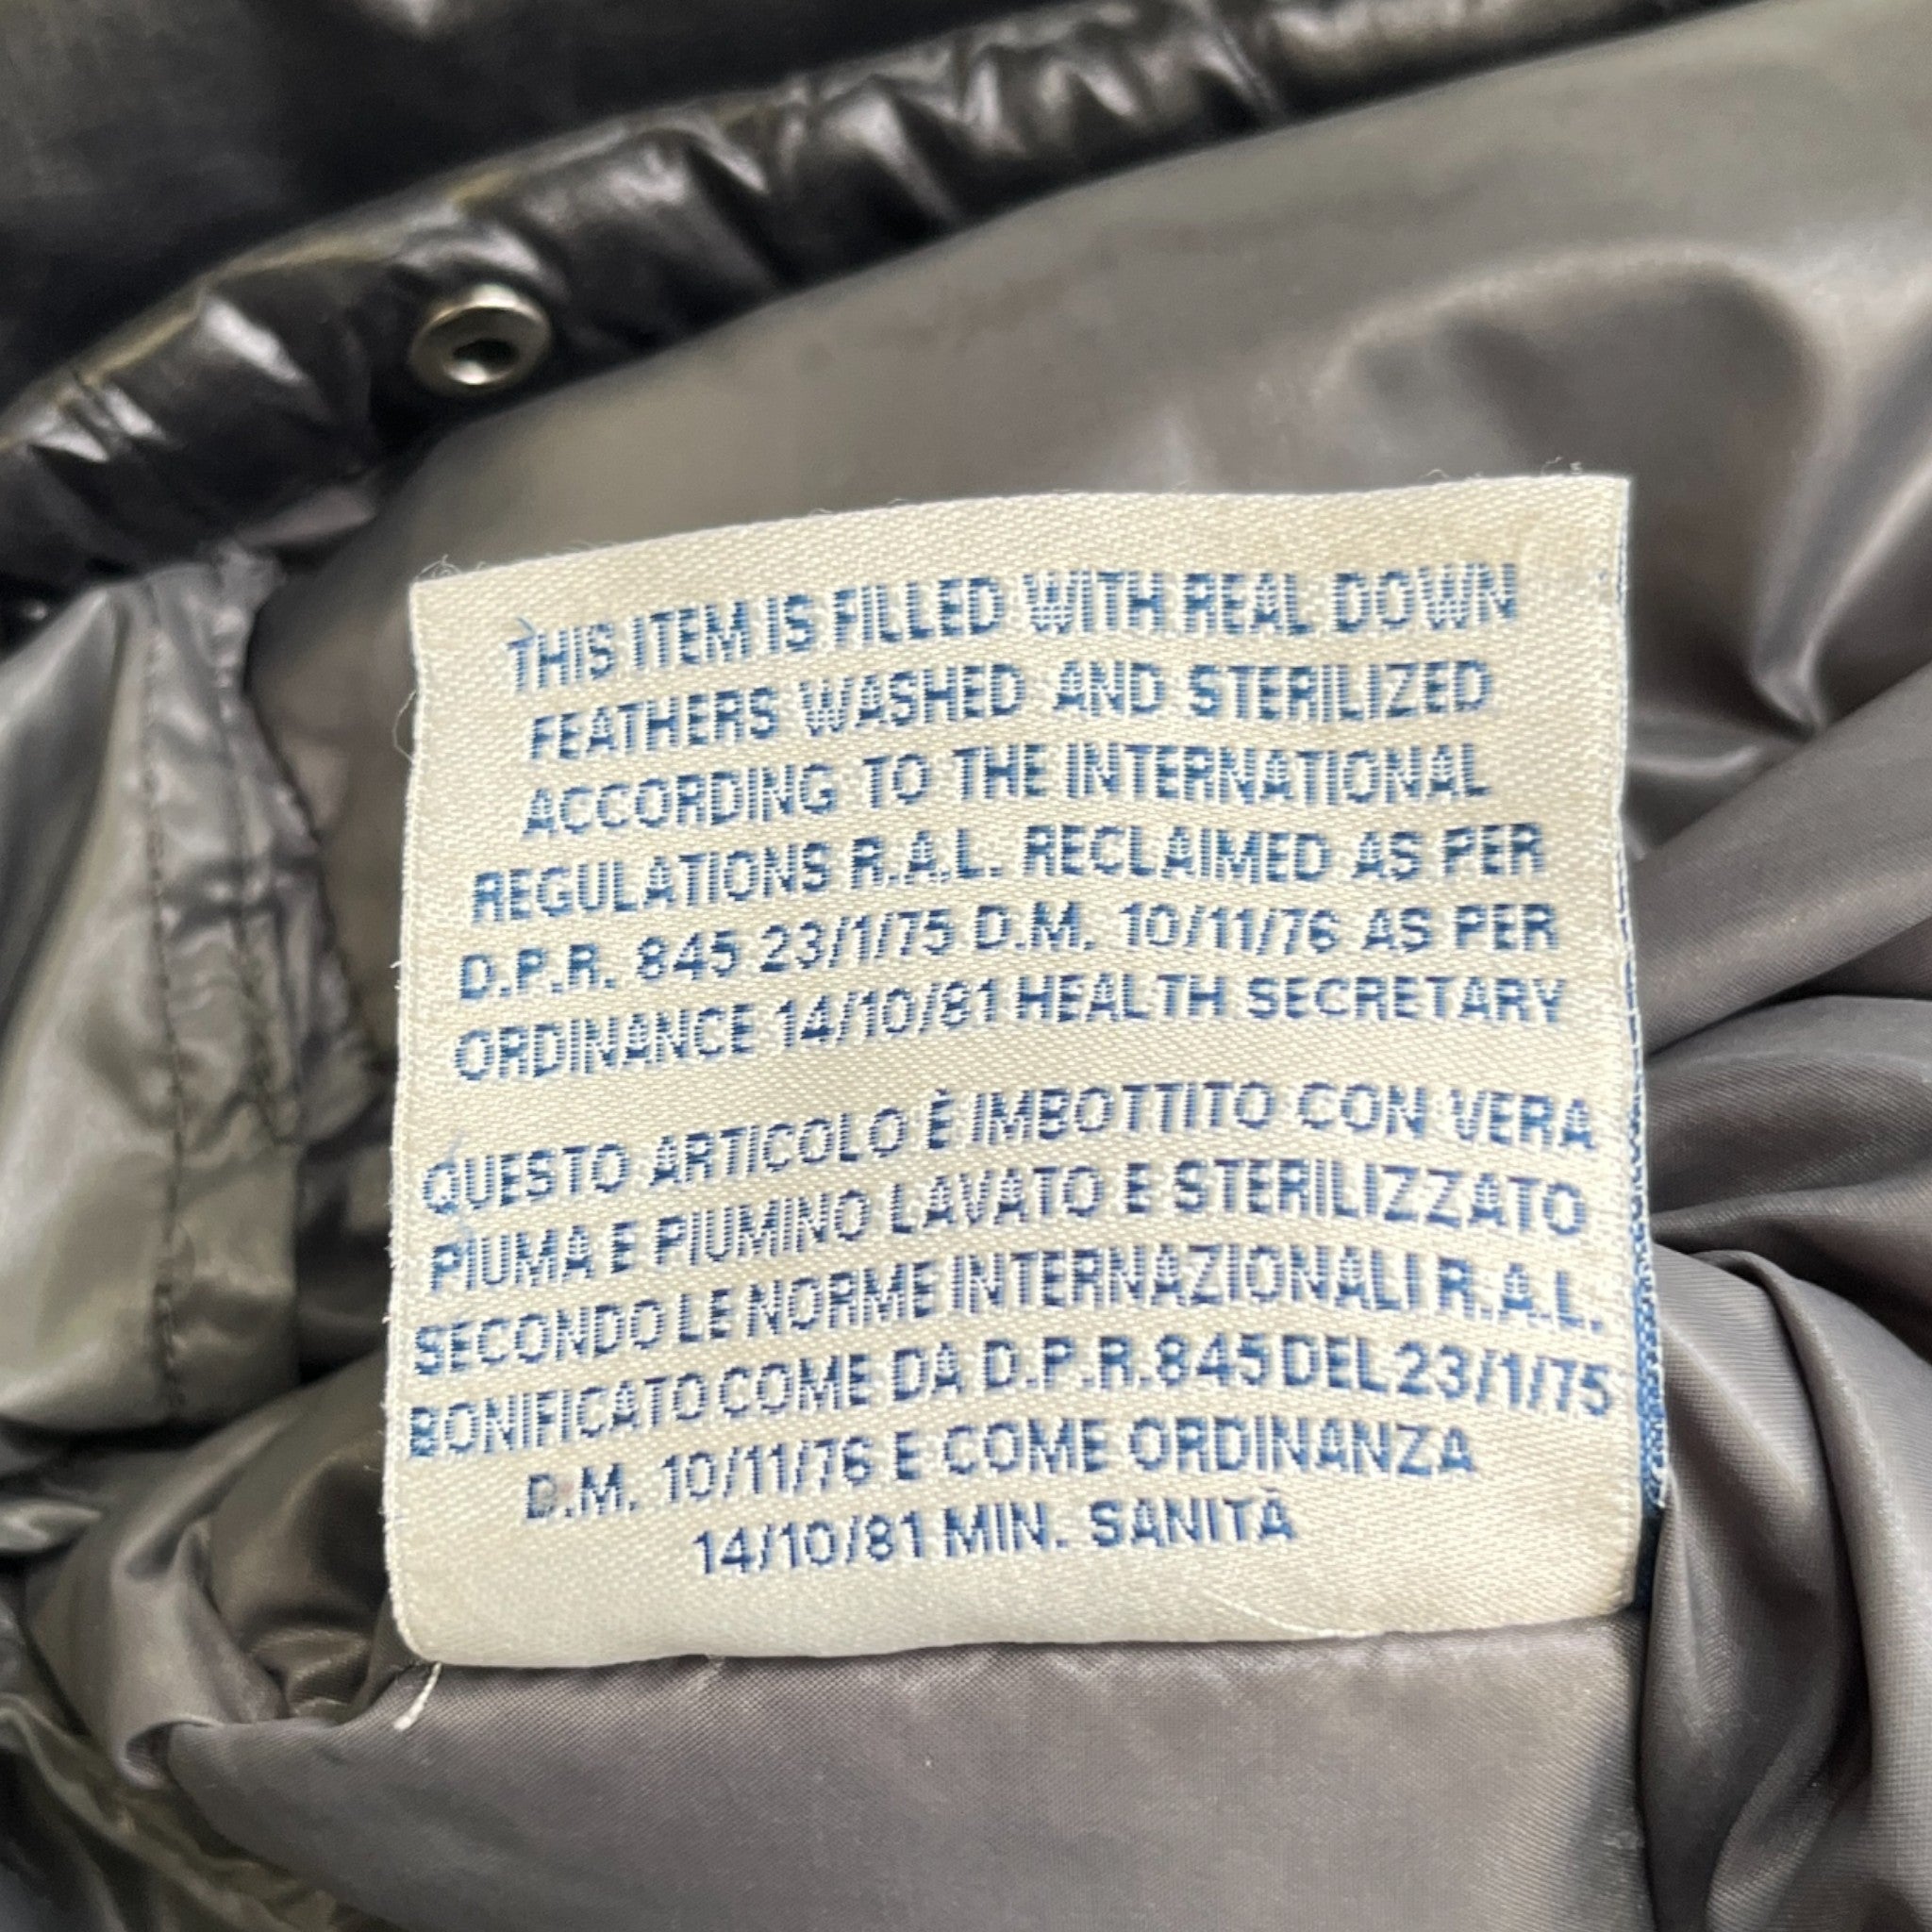 THIS ITEM IS FILLED WITH REAL DOWN
FEATHERS WASHED AND STERILIZED
ACCORDING TO THE INTERNATIONAL
REGULATIONS R.A.L. RECLAIMED AS PER
D.P.R. 845 23/1/75 D.M. 10/11/76 AS PER
ORDINANCE 14/10/81 HEALTH SECRETARY
QUESTO ARTICOLO È IMBOTTITO CON VERA
PIUMA E PIUMINO LAVATO E STERILIZZATO
SECONDO LE NORME INTERNAZIONALI R.A.L.
BONIFICATO COME DA D.P.R. 845 DEL 23/1/75
D.M. 10/11/76 E COME ORDINANZA
14/10/81 MIN. SANITÀ